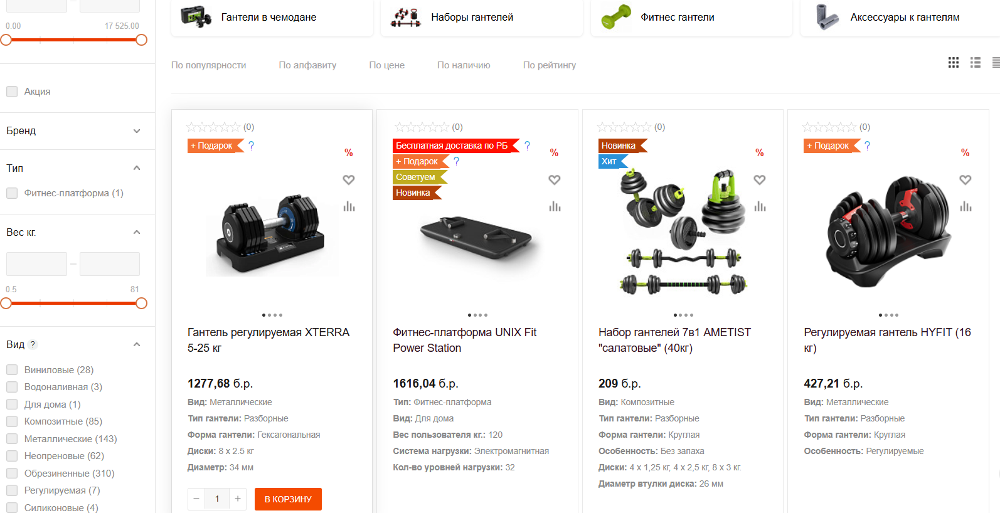 Гантели в чемодане
Наборы гантелей
Фитнес гантели
Аксессуары к гантелям
0.00
17 525.00
По популярности
По алфавиту
По цене
По наличию
По рейтингу
Акция
Бренд
Тип
Фитнес-платформа (1)
Вес кг.
0.5
81
Вид ?
Виниловые (28)
Водоналивная (3)
Для дома (1)
Композитные (85)
Металлические (143)
Неопреновые (62)
Обрезиненные (310)
Регулируемая (7)
Силиконовые (4)
(0)
+ Подарок ?
%
Гантель регулируемая XTERRA
5-25 кг
1277,68 б.р.
Вид: Металлические
Тип гантели: Разборные
Форма гантели: Гексагональная
Диски: 8 x 2.5 кг
Диаметр: 34 мм
− 1 +
В КОРЗИНУ
(0)
Бесплатная доставка по РБ ?
+ Подарок ?
Советуем
Новинка
%
Фитнес-платформа UNIX Fit
Power Station
1616,04 б.р.
Тип: Фитнес-платформа
Вид: Для дома
Вес пользователя кг.: 120
Система нагрузки: Электромагнитная
Кол-во уровней нагрузки: 32
(0)
Новинка
Хит
%
Набор гантелей 7в1 AMETIST
"салатовые" (40кг)
209 б.р.
Вид: Композитные
Тип гантели: Разборные
Форма гантели: Круглая
Особенность: Без запаха
Диски: 4 x 1,25 кг, 4 x 2,5 кг, 8 x 3 кг.
Диаметр втулки диска: 26 мм
(0)
+ Подарок ?
%
Регулируемая гантель HYFIT (16
кг)
427,21 б.р.
Вид: Металлические
Тип гантели: Разборные
Форма гантели: Круглая
Особенность: Регулируемые